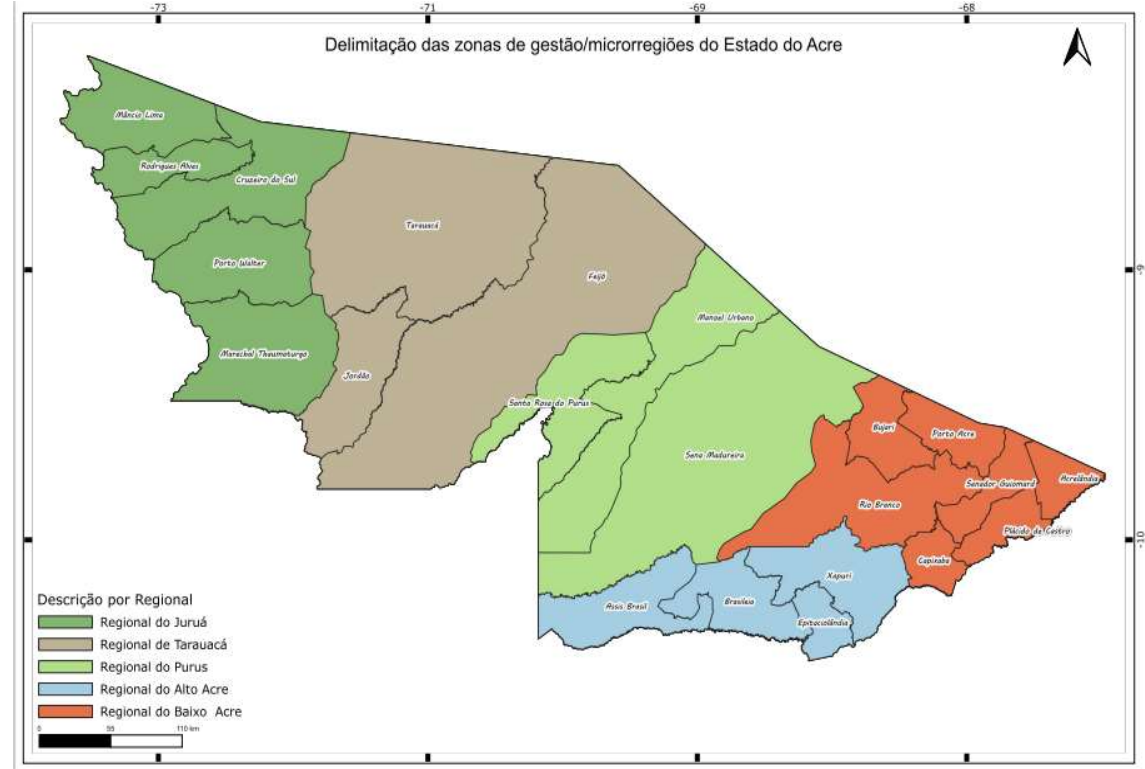 -73 -71 -69 -68
Delimitação das zonas de gestão/microrregiões do Estado do Acre
Mâncio Lima
Rodrigues Alves
Cruzeiro do Sul
Tarauacá
Porto Walter
-9
Feijó
Manoel Urbano
Marechal Thaumaturgo
Jordão
Santa Rosa do Purus
Bujari
Porto Acre
Sena Madureira
Senador Guiomard
Acrelândia
Rio Branco
Plácido de Castro
-10
Capixaba
Xapuri
Assis Brasil
Brasileia
Epitaciolândia
Descrição por Regional
Regional do Juruá
Regional de Tarauacá
Regional do Purus
Regional do Alto Acre
Regional do Baixo Acre
0 55 110 km